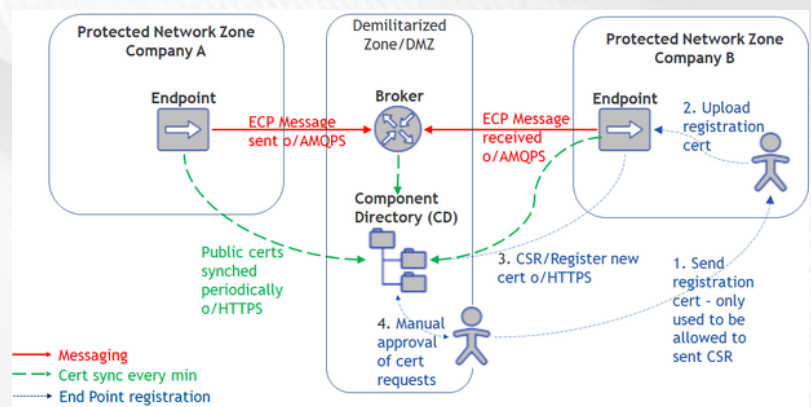 Protected Network Zone
Company A
Endpoint
ECP Message
sent o/AMQPS
Public certs
synched
periodically
o/HTTPS
Demilitarized
Zone/DMZ
Broker
Component
Directory (CD)
4. Manual
approval
of cert
requests
ECP Message
received
o/AMQPS
Protected Network Zone
Company B
Endpoint
2. Upload
registration
cert
3. CSR/Register new
cert o/HTTPS
1. Send
registration
cert - only
used to be
allowed to
sent CSR
Messaging
Cert sync every min
End Point registration